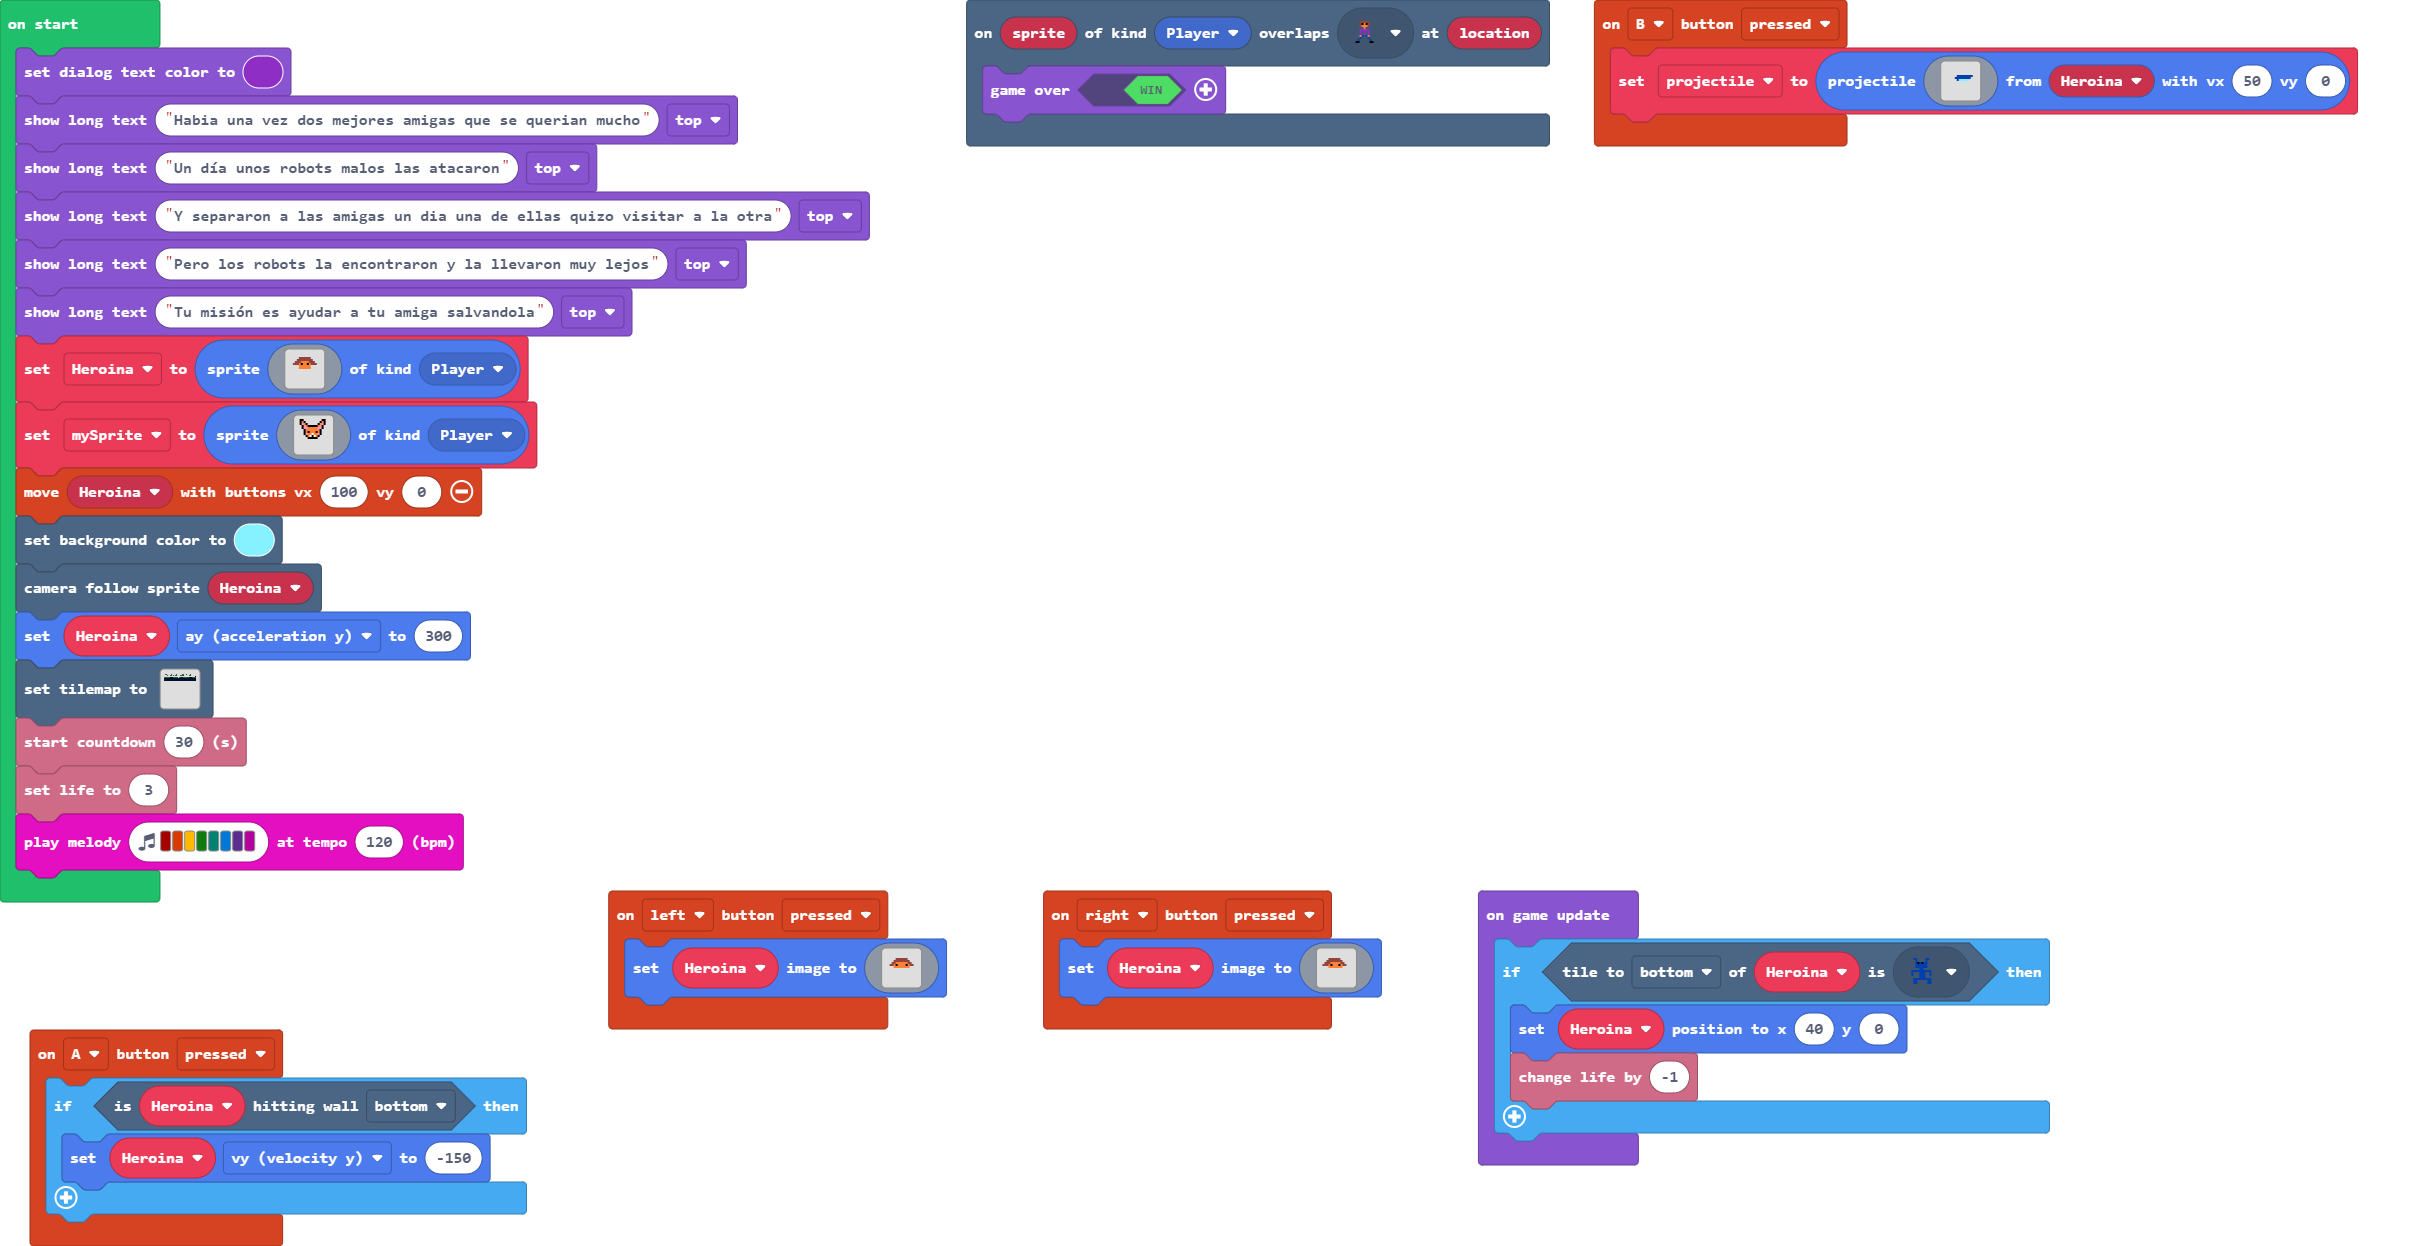 on start
set dialog text color to
show long text "Habia una vez dos mejores amigas que se querian mucho" top
show long text "Un día unos robots malos las atacaron" top
show long text "Y separaron a las amigas un dia una de ellas quizo visitar a la otra" top
show long text "Pero los robots la encontraron y la llevaron muy lejos" top
show long text "Tu misión es ayudar a tu amiga salvandola" top
set Heroina to sprite of kind Player
set mySprite to sprite of kind Player
move Heroina with buttons vx 100 vy 0
set background color to
camera follow sprite Heroina
set Heroina ay (acceleration y) to 300
set tilemap to
start countdown 30 (s)
set life to 3
play melody at tempo 120 (bpm)
on sprite of kind Player overlaps at location
game over WIN
on B button pressed
set projectile to projectile from Heroina with vx 50 vy 0
on left button pressed
set Heroina image to
on right button pressed
set Heroina image to
on game update
if tile to bottom of Heroina is then
set Heroina position to x 40 y 0
change life by -1
on A button pressed
if is Heroina hitting wall bottom then
set Heroina vy (velocity y) to -150